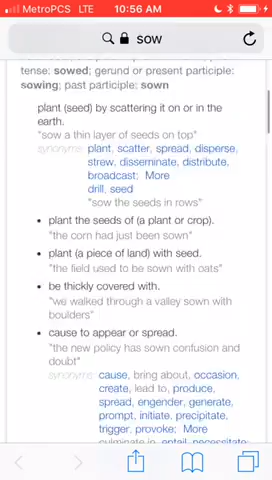 MetroPCS LTE 10:56 AM
sow
tense: sowed; gerund or present participle:
sowing; past participle: sown
plant (seed) by scattering it on or in the
earth.
"sow a thin layer of seeds on top"
synonyms: plant, scatter, spread, disperse,
strew, disseminate, distribute,
broadcast; More
drill, seed
"sow the seeds in rows"
• plant the seeds of (a plant or crop).
"the corn had just been sown"
• plant (a piece of land) with seed.
"the field used to be sown with oats"
• be thickly covered with.
"we walked through a valley sown with
boulders"
• cause to appear or spread.
"the new policy has sown confusion and
doubt"
synonyms: cause, bring about, occasion,
create, lead to, produce,
spread, engender, generate,
prompt, initiate, precipitate,
trigger, provoke; More
culminate in, entail, necessitate